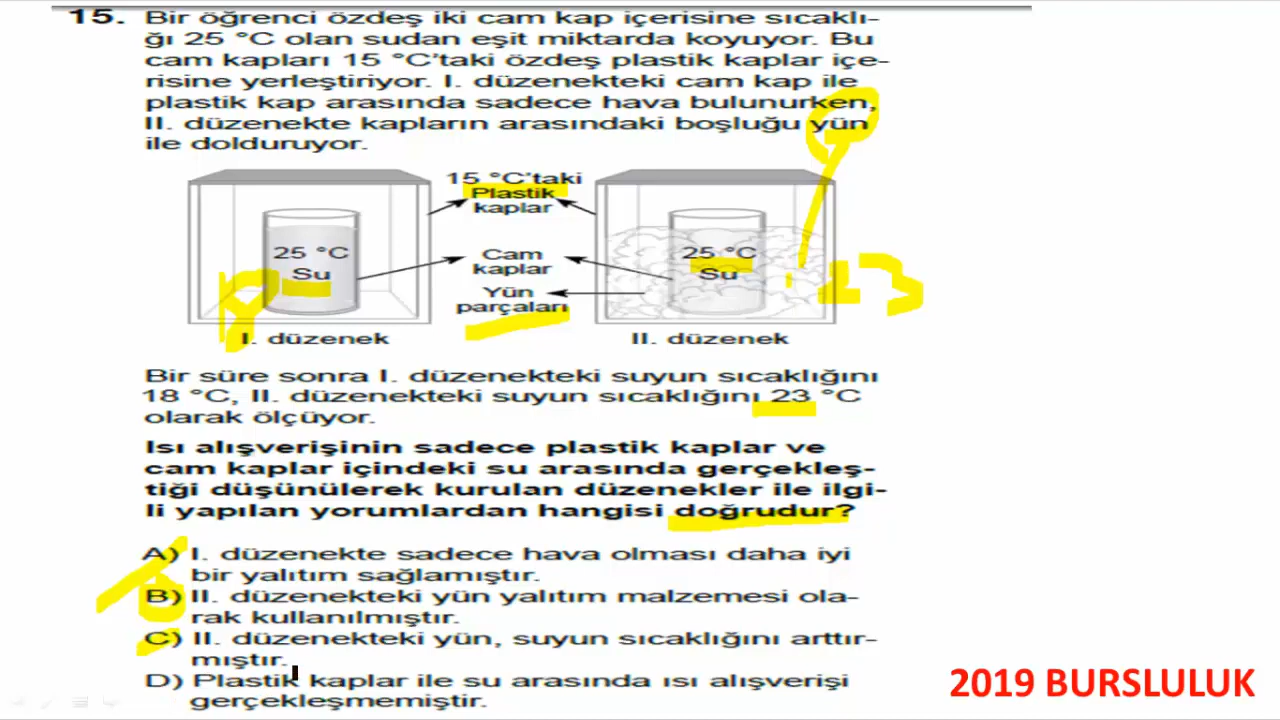 15. Bir öğrenci özdeş iki cam kap içerisine sıcaklı-
ğı 25 °C olan sudan eşit miktarda koyuyor. Bu
cam kapları 15 °C'taki özdeş plastik kaplar içe-
risine yerleştiriyor. I. düzenekteki cam kap ile
plastik kap arasında sadece hava bulunurken,
II. düzenekte kapların arasındaki boşluğu yün
ile dolduruyor.
15 °C'taki
Plastik
kaplar
25 °C
Su
Cam
kaplar
25 °C
Su
Yün
parçaları
23
I. düzenek
II. düzenek
Bir süre sonra I. düzenekteki suyun sıcaklığını
18 °C, II. düzenekteki suyun sıcaklığını 23 °C
olarak ölçüyor.
Isı alışverişinin sadece plastik kaplar ve
cam kaplar içindeki su arasında gerçekleş-
tiği düşünülerek kurulan düzenekler ile ilgi-
li yapılan yorumlardan hangisi doğrudur?
A) I. düzenekte sadece hava olması daha iyi
bir yalıtım sağlamıştır.
B) II. düzenekteki yün yalıtım malzemesi ola-
rak kullanılmıştır.
C) II. düzenekteki yün, suyun sıcaklığını arttır-
mıştır.
D) Plastik kaplar ile su arasında ısı alışverişi
gerçekleşmemiştir.
2019 BURSLULUK